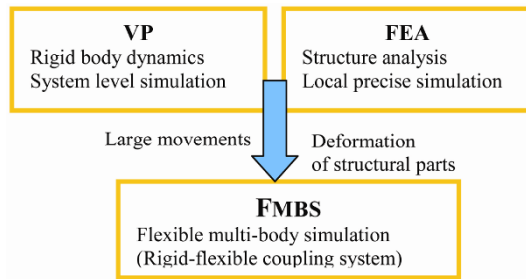 VP
Rigid body dynamics
System level simulation
FEA
Structure analysis
Local precise simulation
Large movements
Deformation
of structural parts
FMBS
Flexible multi-body simulation
(Rigid-flexible coupling system)